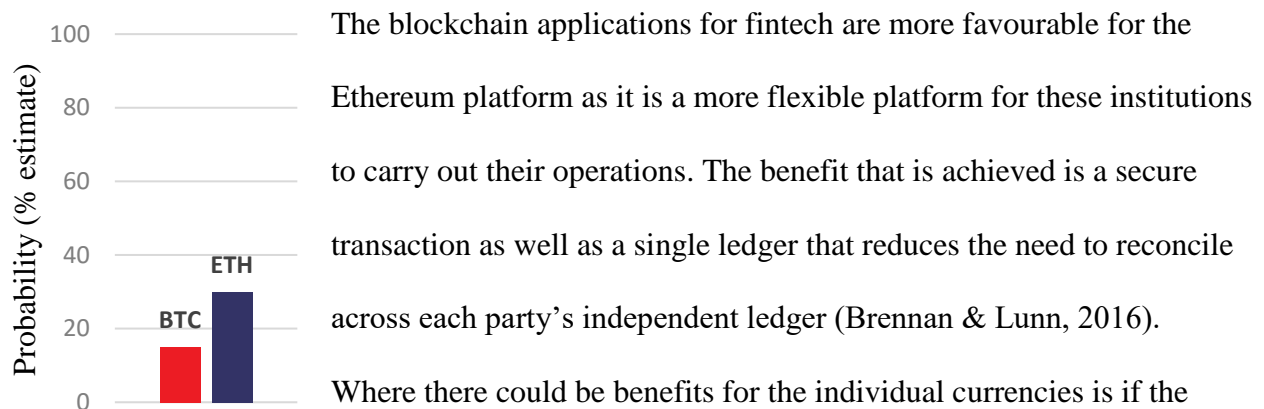 Probability (% estimate)
100
80
60
40
20
0
BTC
ETH
The blockchain applications for fintech are more favourable for the
Ethereum platform as it is a more flexible platform for these institutions
to carry out their operations. The benefit that is achieved is a secure
transaction as well as a single ledger that reduces the need to reconcile
across each party’s independent ledger (Brennan & Lunn, 2016).
Where there could be benefits for the individual currencies is if the